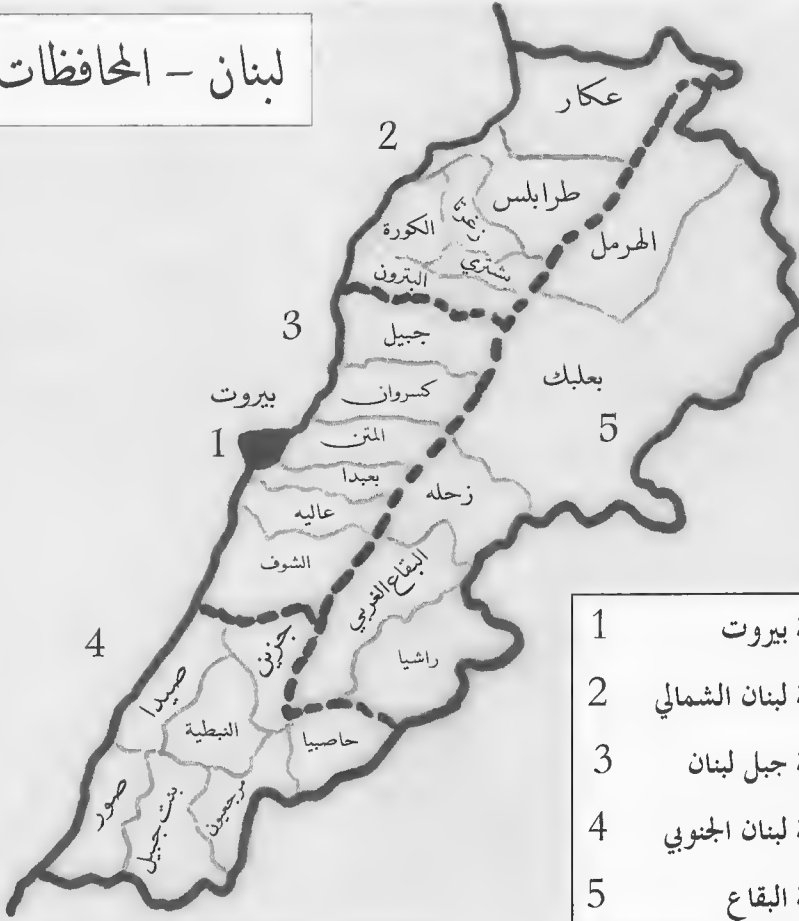 لبنان - المحافظات
عكار
2
طرابلس
زغرتا
الكورة
الهرمل
بشتري
البترون
3
جبيل
بعلبك
كسروان
بيروت
5
1
المتن
بعبدا
زحله
عاليه
الشوف
البقاع الغربي
4
جزين
راشيا
صيدا
النبطية
حاصبيا
مرجعيون
بنت جبيل
صور
بيروت 1
لبنان الشمالي 2
جبل لبنان 3
لبنان الجنوبي 4
البقاع 5